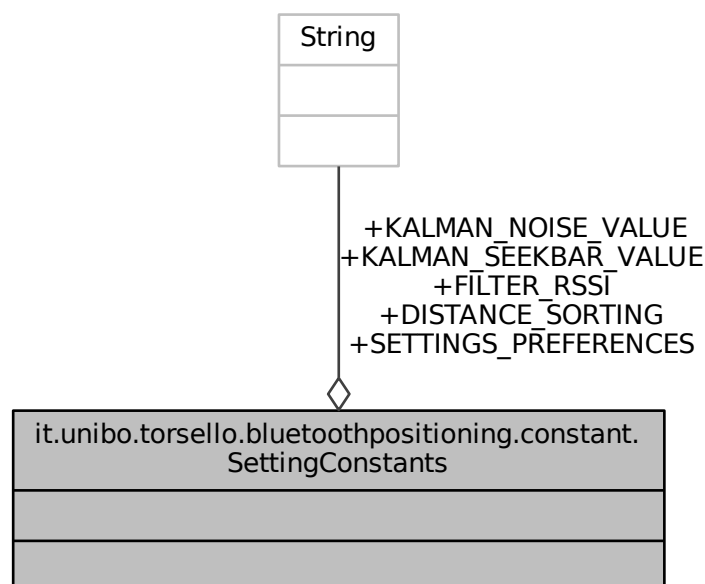 String
+KALMAN_NOISE_VALUE
+KALMAN_SEEKBAR_VALUE
+FILTER_RSSI
+DISTANCE_SORTING
+SETTINGS_PREFERENCES
it.unibo.torsello.bluetoothpositioning.constant.
SettingConstants